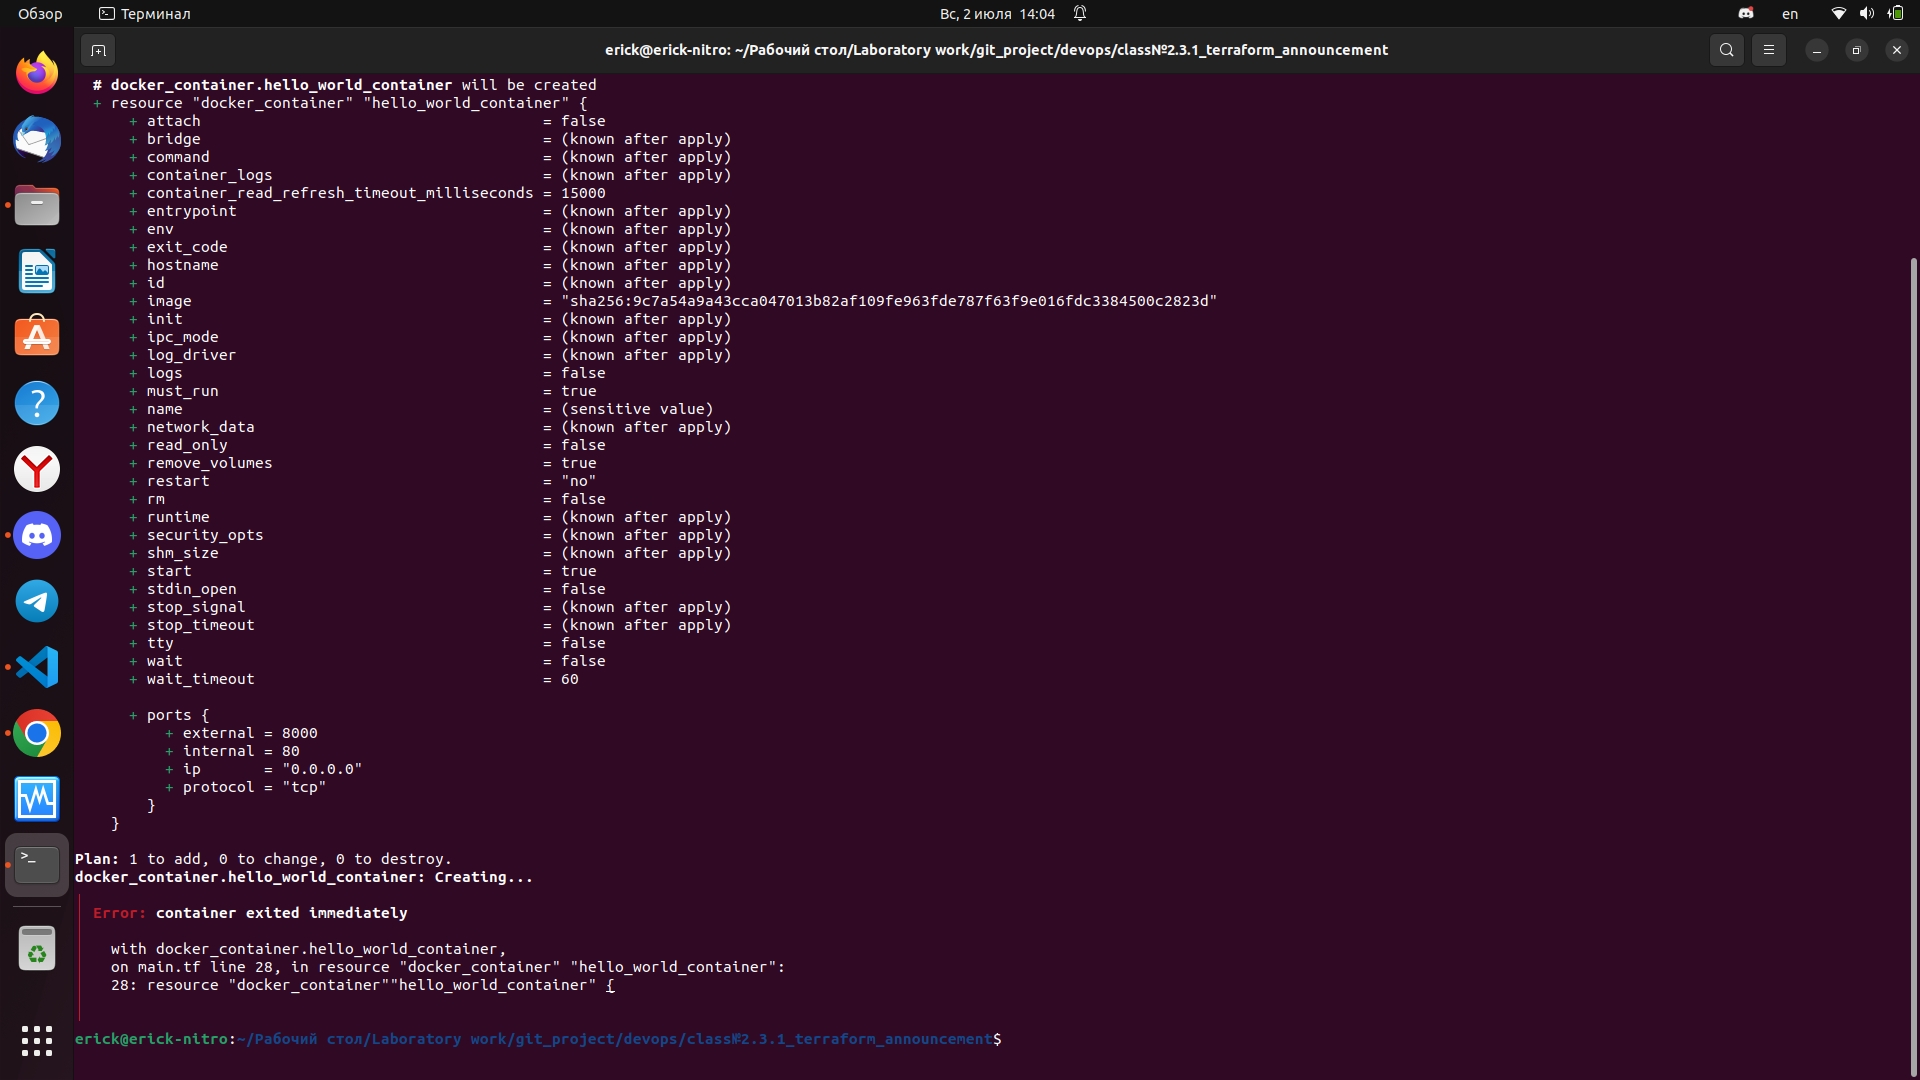 Обзор Терминал Вс, 2 июля 14:04 en
erick@erick-nitro: ~/Рабочий стол/Laboratory work/git_project/devops/class№2.3.1_terraform_announcement
# docker_container.hello_world_container will be created
+ resource "docker_container" "hello_world_container" {
+ attach = false
+ bridge = (known after apply)
+ command = (known after apply)
+ container_logs = (known after apply)
+ container_read_refresh_timeout_milliseconds = 15000
+ entrypoint = (known after apply)
+ env = (known after apply)
+ exit_code = (known after apply)
+ hostname = (known after apply)
+ id = (known after apply)
+ image = "sha256:9c7a54a9a43cca047013b82af109fe963fde787f63f9e016fdc3384500c2823d"
+ init = (known after apply)
+ ipc_mode = (known after apply)
+ log_driver = (known after apply)
+ logs = false
+ must_run = true
+ name = (sensitive value)
+ network_data = (known after apply)
+ read_only = false
+ remove_volumes = true
+ restart = "no"
+ rm = false
+ runtime = (known after apply)
+ security_opts = (known after apply)
+ shm_size = (known after apply)
+ start = true
+ stdin_open = false
+ stop_signal = (known after apply)
+ stop_timeout = (known after apply)
+ tty = false
+ wait = false
+ wait_timeout = 60
+ ports {
+ external = 8000
+ internal = 80
+ ip = "0.0.0.0"
+ protocol = "tcp"
}
}
Plan: 1 to add, 0 to change, 0 to destroy.
docker_container.hello_world_container: Creating...
Error: container exited immediately
with docker_container.hello_world_container,
on main.tf line 28, in resource "docker_container" "hello_world_container":
28: resource "docker_container""hello_world_container" {
erick@erick-nitro:~/Рабочий стол/Laboratory work/git_project/devops/class№2.3.1_terraform_announcement$